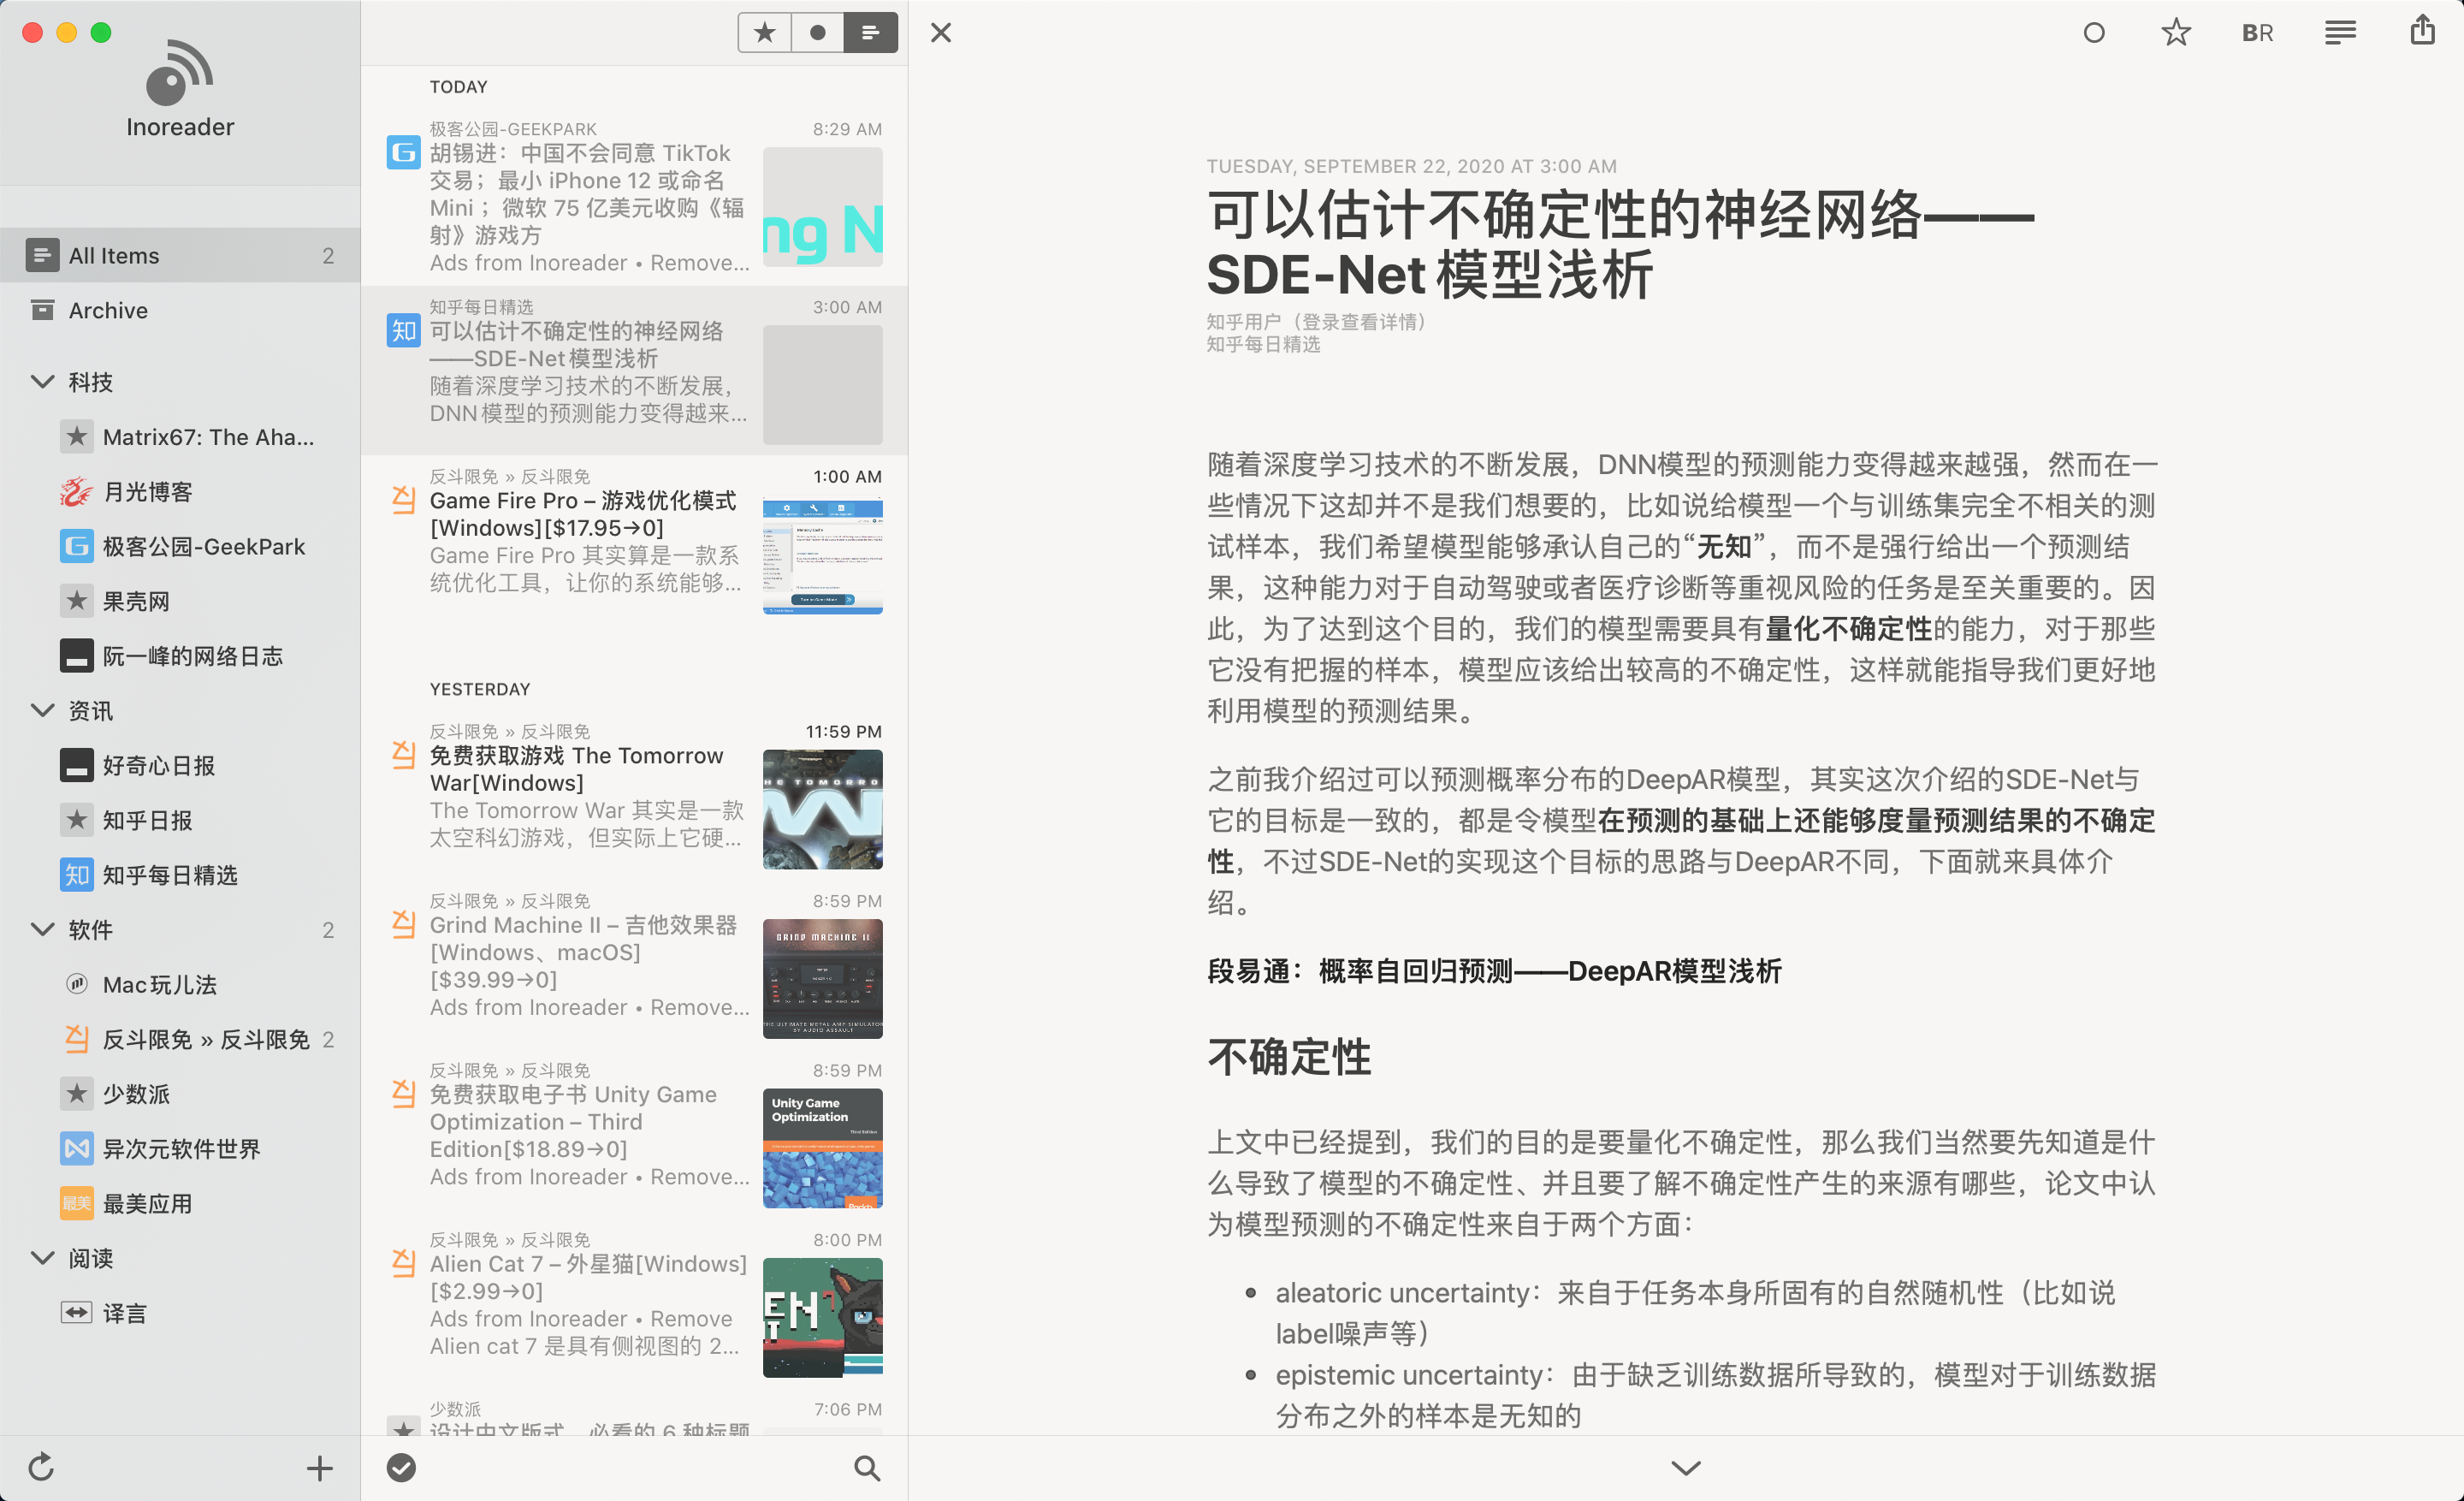 Inoreader
All Items 2
Archive
科技
Matrix67: The Aha...
月光博客
极客公园-GeekPark
果壳网
阮一峰的网络日志
资讯
好奇心日报
知乎日报
知 知乎每日精选
软件 2
Mac玩儿法
反斗限免 » 反斗限免 2
少数派
异次元软件世界
最美 最美应用
阅读
译言
TODAY
极客公园-GEEKPARK 8:29 AM
胡锡进：中国不会同意 TikTok
交易；最小 iPhone 12 或命名
Mini ；微软 75 亿美元收购《辐
射》游戏方
Ads from Inoreader • Remove...
ng N
知乎每日精选 3:00 AM
知 可以估计不确定性的神经网络
——SDE-Net模型浅析
随着深度学习技术的不断发展，
DNN模型的预测能力变得越来...
反斗限免 » 反斗限免 1:00 AM
Game Fire Pro – 游戏优化模式
[Windows][$17.95→0]
Game Fire Pro 其实算是一款系
统优化工具，让你的系统能够...
YESTERDAY
反斗限免 » 反斗限免 11:59 PM
免费获取游戏 The Tomorrow
War[Windows]
The Tomorrow War 其实是一款
太空科幻游戏，但实际上它硬...
HE TOMORRO
反斗限免 » 反斗限免 8:59 PM
Grind Machine II – 吉他效果器
[Windows、macOS]
[$39.99→0]
Ads from Inoreader • Remove...
GRIND MACHINE II
THE ULTIMATE METAL AMP SIMULATOR
BY AUDIO ASSAULT
反斗限免 » 反斗限免 8:59 PM
免费获取电子书 Unity Game
Optimization – Third
Edition[$18.89→0]
Ads from Inoreader • Remove...
Unity Game
Optimization
Third Edition
反斗限免 » 反斗限免 8:00 PM
Alien Cat 7 – 外星猫[Windows]
[$2.99→0]
Ads from Inoreader • Remove
Alien cat 7 是具有侧视图的 2...
EN 7
少数派 7:06 PM
设计中文版式，必看的 6 种标题
BR
TUESDAY, SEPTEMBER 22, 2020 AT 3:00 AM
可以估计不确定性的神经网络——
SDE-Net模型浅析
知乎用户（登录查看详情）
知乎每日精选
随着深度学习技术的不断发展，DNN模型的预测能力变得越来越强，然而在一
些情况下这却并不是我们想要的，比如说给模型一个与训练集完全不相关的测
试样本，我们希望模型能够承认自己的“无知”，而不是强行给出一个预测结
果，这种能力对于自动驾驶或者医疗诊断等重视风险的任务是至关重要的。因
此，为了达到这个目的，我们的模型需要具有量化不确定性的能力，对于那些
它没有把握的样本，模型应该给出较高的不确定性，这样就能指导我们更好地
利用模型的预测结果。
之前我介绍过可以预测概率分布的DeepAR模型，其实这次介绍的SDE-Net与
它的目标是一致的，都是令模型在预测的基础上还能够度量预测结果的不确定
性，不过SDE-Net的实现这个目标的思路与DeepAR不同，下面就来具体介
绍。
段易通：概率自回归预测——DeepAR模型浅析
不确定性
上文中已经提到，我们的目的是要量化不确定性，那么我们当然要先知道是什
么导致了模型的不确定性、并且要了解不确定性产生的来源有哪些，论文中认
为模型预测的不确定性来自于两个方面：
• aleatoric uncertainty：来自于任务本身所固有的自然随机性（比如说
label噪声等）
• epistemic uncertainty：由于缺乏训练数据所导致的，模型对于训练数据
分布之外的样本是无知的